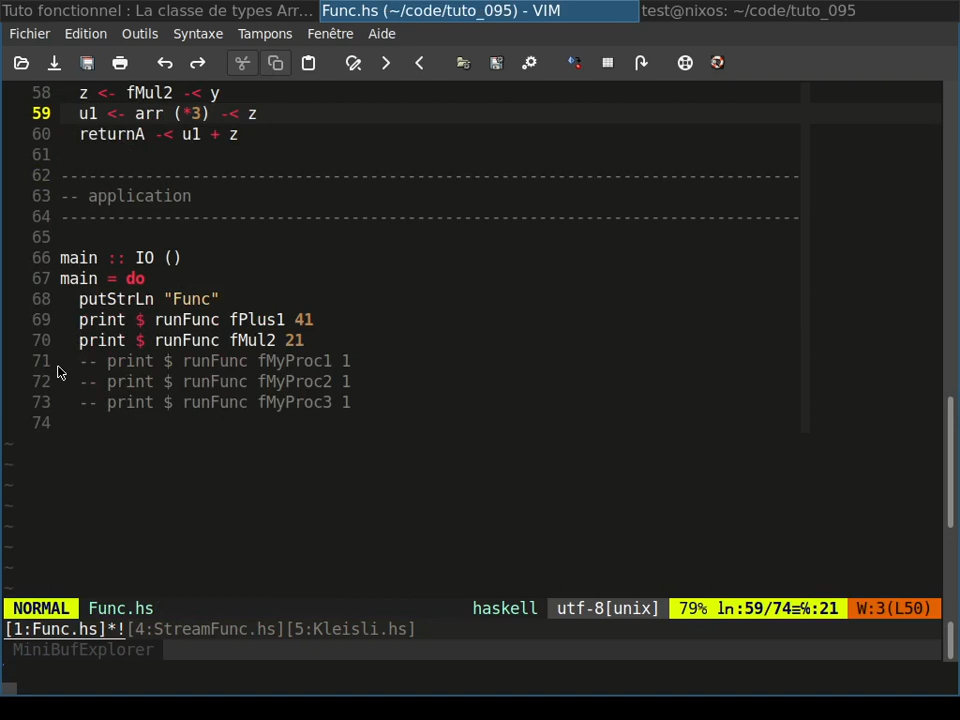 Tuto fonctionnel : La classe de types Arr... Func.hs (~/code/tuto_095) - VIM test@nixos: ~/code/tuto_095
Fichier Edition Outils Syntaxe Tampons Fenêtre Aide
58 z <- fMul2 -< y
59 u1 <- arr (*3) -< z
60 returnA -< u1 + z
61
62 -------------------------------------------------------------------------------
63 -- application
64 -------------------------------------------------------------------------------
65
66 main :: IO ()
67 main = do
68 putStrLn "Func"
69 print $ runFunc fPlus1 41
70 print $ runFunc fMul2 21
71 -- print $ runFunc fMyProc1 1
72 -- print $ runFunc fMyProc2 1
73 -- print $ runFunc fMyProc3 1
74
~
~
~
~
~
~
~
~
NORMAL Func.hs haskell utf-8[unix] 79% ln:59/74≡℅:21 W:3(L50)
[1:Func.hs]*![4:StreamFunc.hs][5:Kleisli.hs]
MiniBufExplorer